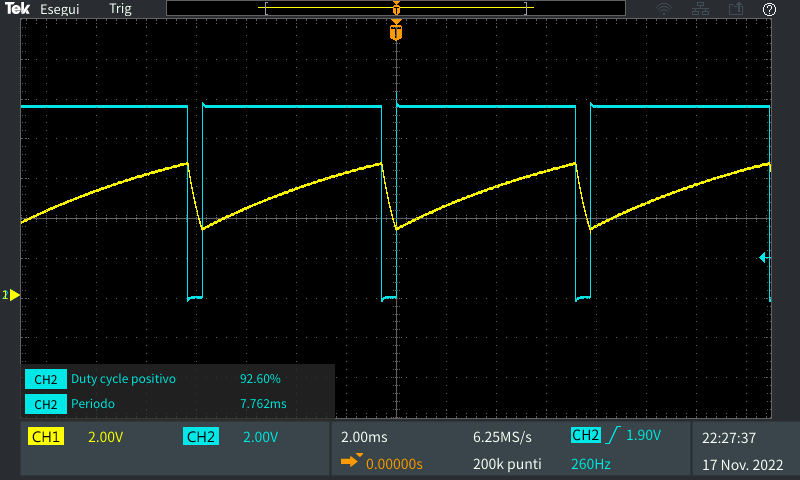 Tek Esegui Trig
T
T
CH2 Duty cycle positivo 92.60%
CH2 Periodo 7.762ms
CH1 2.00V CH2 2.00V 2.00ms 6.25MS/s CH2 1.90V 22:27:37
0.00000s 200k punti 260Hz 17 Nov. 2022